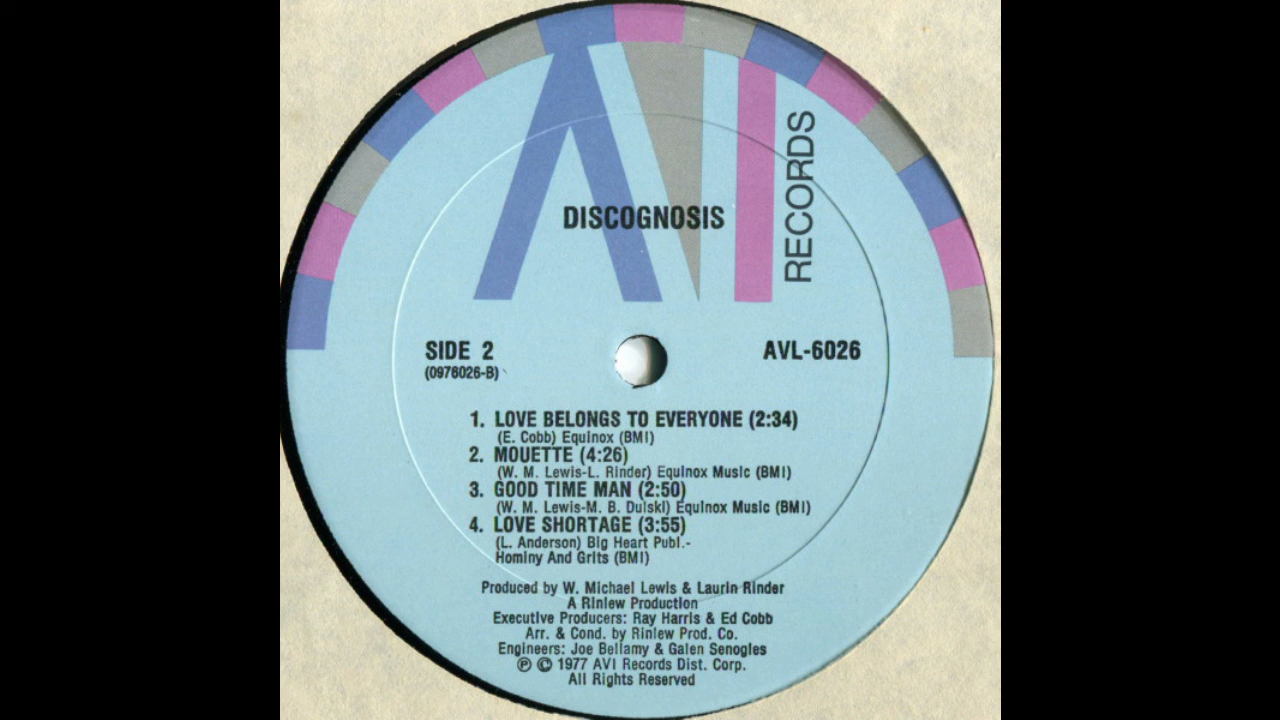 AVI
RECORDS
DISCOGNOSIS
SIDE 2
(0976026-B)
AVL-6026
1. LOVE BELONGS TO EVERYONE (2:34)
(E. Cobb) Equinox (BMI)
2. MOUETTE (4:26)
(W. M. Lewis-L. Rinder) Equinox Music (BMI)
3. GOOD TIME MAN (2:50)
(W. M. Lewis-M. B. Dulski) Equinox Music (BMI)
4. LOVE SHORTAGE (3:55)
(L. Anderson) Big Heart Publ.-
Hominy And Grits (BMI)
Produced by W. Michael Lewis & Laurin Rinder
A Rinlew Production
Executive Producers: Ray Harris & Ed Cobb
Arr. & Cond. by Rinlew Prod. Co.
Engineers: Joe Bellamy & Galen Senogles
℗ © 1977 AVI Records Dist. Corp.
All Rights Reserved